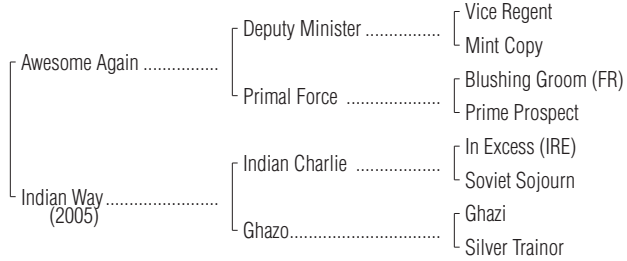 Vice Regent
Deputy Minister ..................
Mint Copy
Awesome Again ................
Blushing Groom (FR)
Primal Force ....................
Prime Prospect
In Excess (IRE)
Indian Charlie ..................
Soviet Sojourn
Indian Way........................
(2005)
Ghazi
Ghazo................................
Silver Trainor